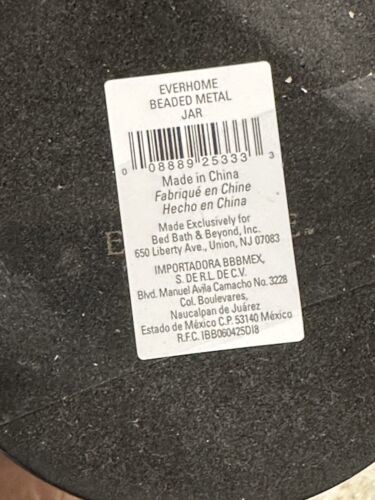 EVERHOME
BEADED METAL
JAR
0 08889 25333 3
Made in China
Fabriqué en Chine
Hecho en China
Made Exclusively for
Bed Bath & Beyond, Inc.
650 Liberty Ave., Union, NJ 07083
IMPORTADORA BBBMEX,
S. DE R.L. DE C.V.
Blvd. Manuel Avila Camacho No. 3228
Col. Boulevares,
Naucalpan de Juárez
Estado de México C.P. 53140 México
R.F.C. IBB060425DI8